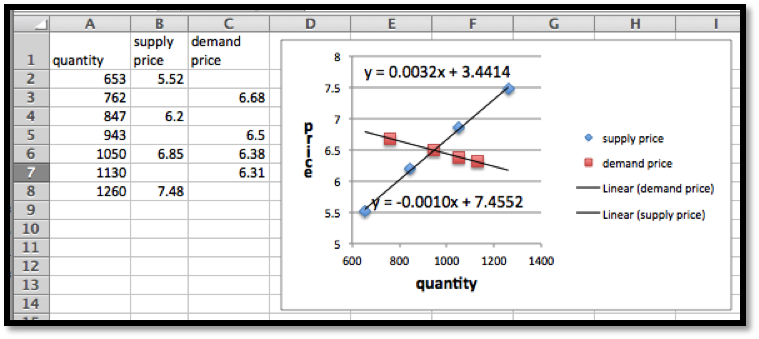 A B C D E F G H I
supply demand
1 quantity price price
2 653 5.52
3 762 6.68
4 847 6.2
5 943 6.5
6 1050 6.85 6.38
7 1130 6.31
8 1260 7.48
9
10
11
12
13
14
8
7.5
7
6.5
6
5.5
5
price
y = 0.0032x + 3.4414
y = -0.0010x + 7.4552
600 800 1000 1200 1400
quantity
supply price
demand price
Linear (demand price)
Linear (supply price)